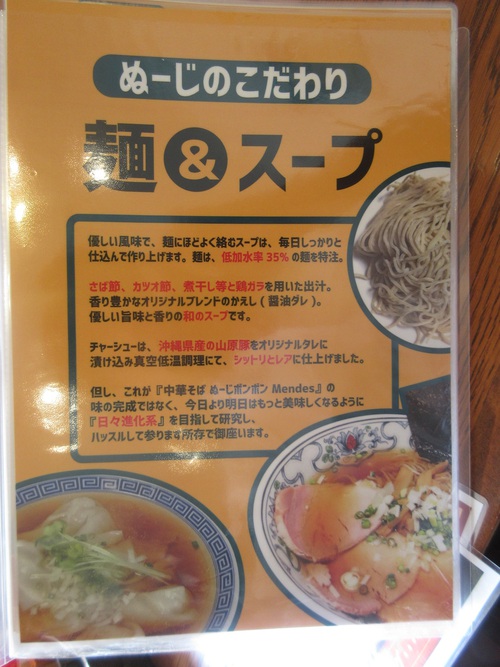 ぬーじのこだわり
麺&スープ
優しい風味で、麺にほどよく絡むスープは、毎日しっかりと
仕込んで作り上げます。麺は、低加水率35%の麺を特注。
さば節、カツオ節、煮干し等と鶏ガラを用いた出汁。
香り豊かなオリジナルブレンドのかえし(醤油ダレ)。
優しい旨味と香りの和のスープです。
チャーシューは、沖縄県産の山原豚をオリジナルタレに
漬け込み真空低温調理にて、シットリとレアに仕上げました。
但し、これが『中華そば ぬーじボンボン Mendes』の
味の完成ではなく、今日より明日はもっと美味しくなるように
『日々進化系』を目指して研究し、
ハッスルして参ります所存で御座います。